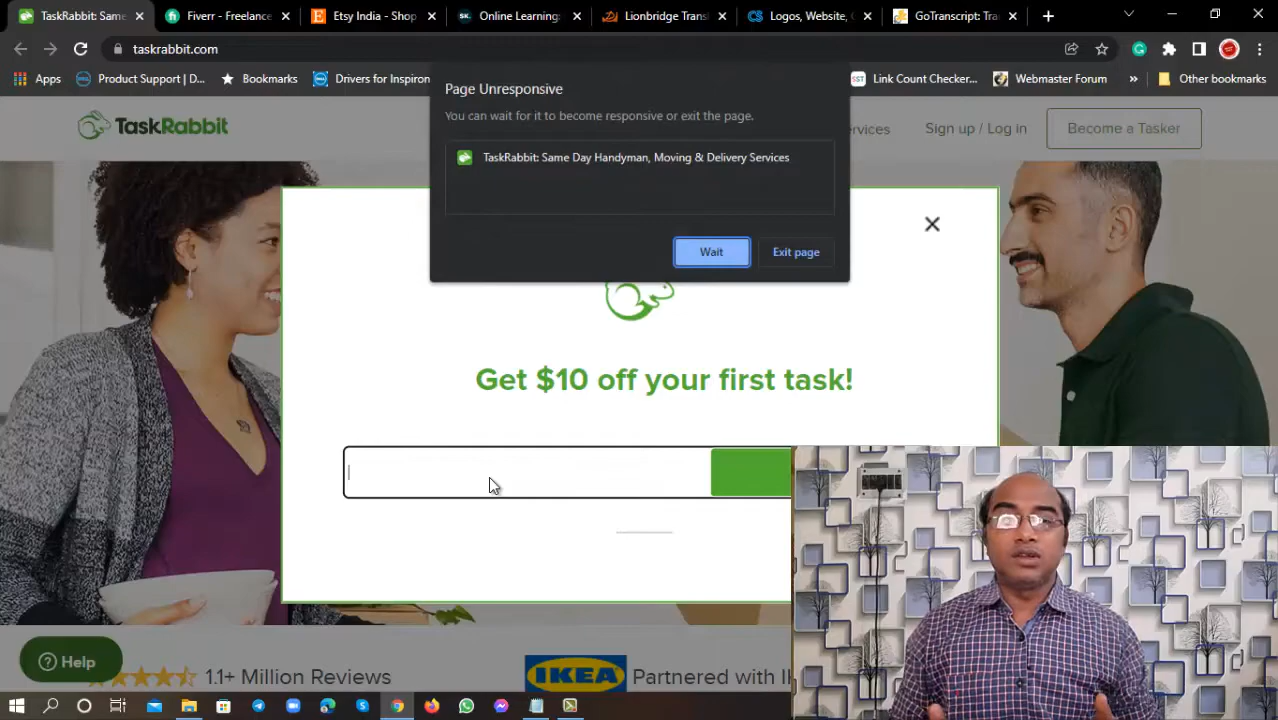 TaskRabbit: Same
Fiverr - Freelance
Etsy India - Shop
SK.
Online Learning:
Lionbridge Trans
CS
Logos, Website,
GoTranscript: Tra
taskrabbit.com
Apps
Product Support | D...
Bookmarks
Drivers for Inspiron
SST
Link Count Checker...
Webmaster Forum
Other bookmarks
TaskRabbit
ervices
Sign up / Log in
Become a Tasker
Page Unresponsive
You can wait for it to become responsive or exit the page.
TaskRabbit: Same Day Handyman, Moving & Delivery Services
Wait
Exit page
Get $10 off your first task!
Help
1.1+ Million Reviews
IKEA
Partnered with I